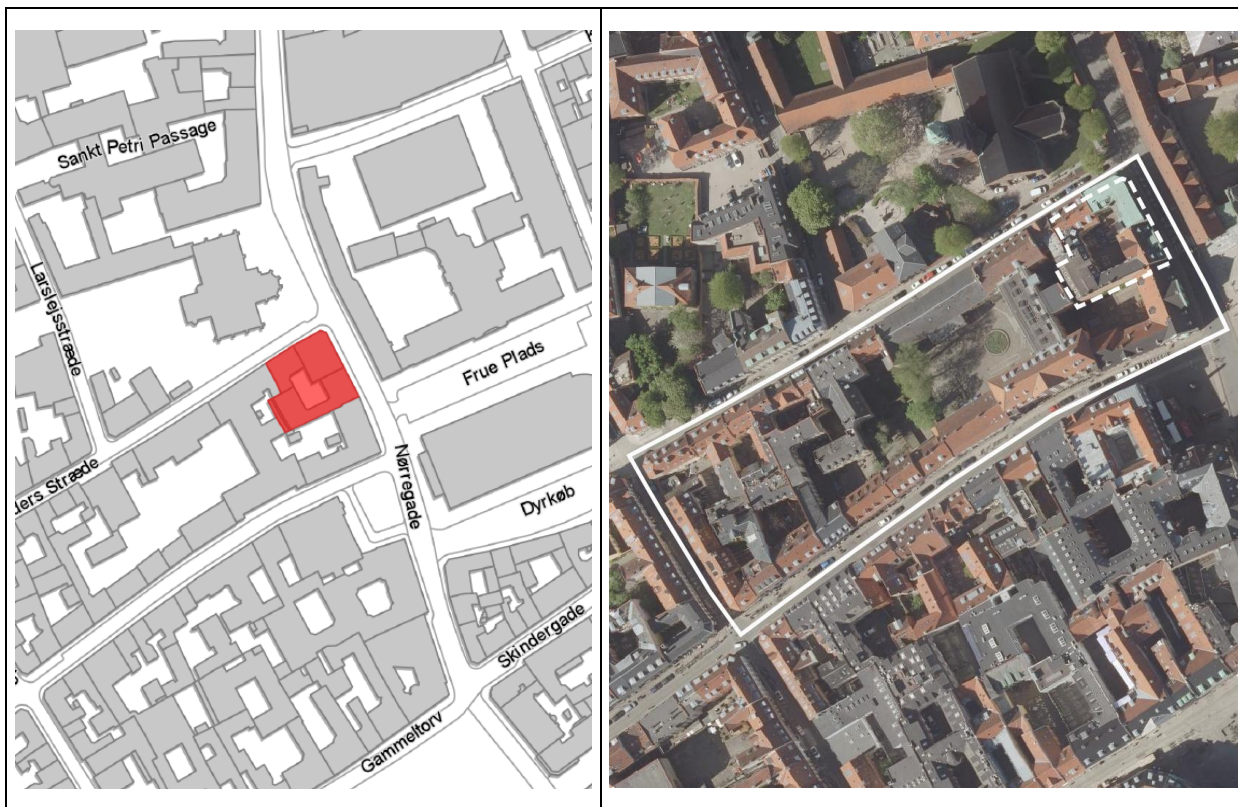 Sankt Petri Passage
Larslejsstræde
Frue Plads
ders Stræde
Nørregade
Dyrkøb
Skindergade
Gammeltorv